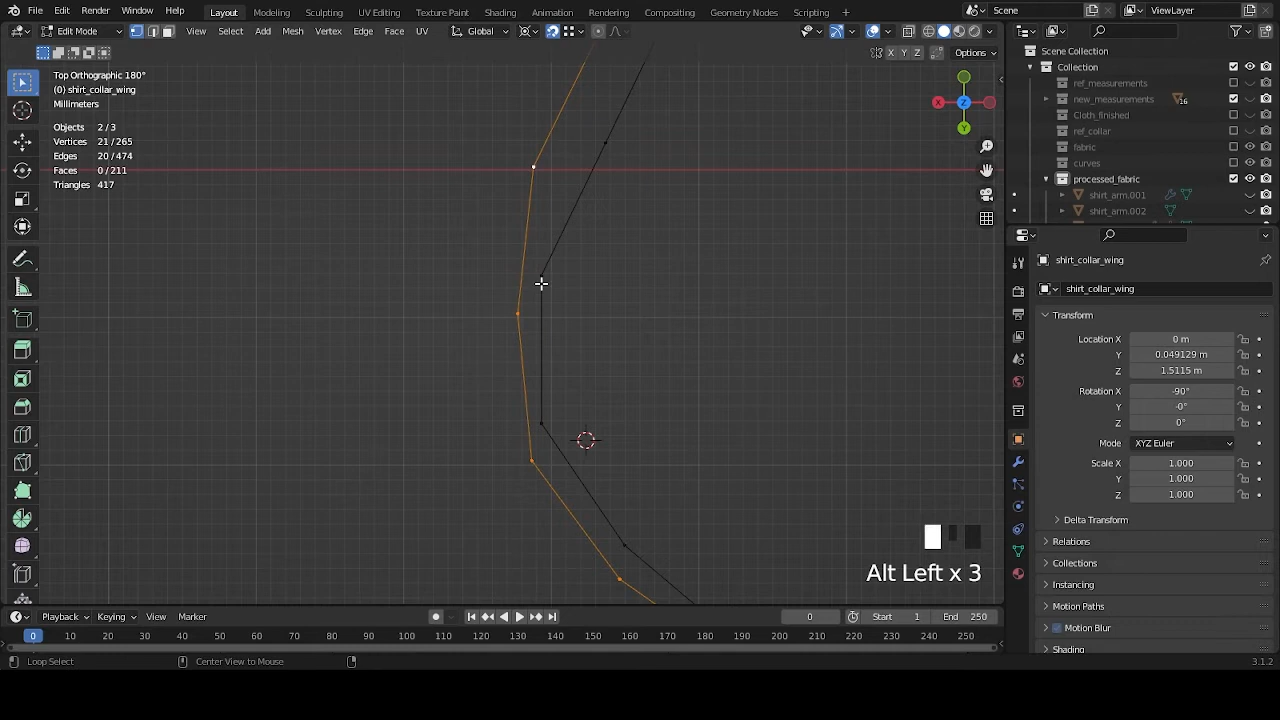 File Edit Render Window Help Layout Modeling Sculpting UV Editing Texture Paint Shading Animation Rendering Compositing Geometry Nodes Scripting + Scene ViewLayer
Edit Mode View Select Add Mesh Vertex Edge Face UV Global
X Y Z Options
Top Orthographic 180°
(0) shirt_collar_wing
Millimeters
Objects 2 / 3
Vertices 21 / 265
Edges 20 / 474
Faces 0 / 211
Triangles 417
X Z
Y
Alt Left x 3
Scene Collection
Collection
ref_measurements
new_measurements 16
Cloth_finished
ref_collar
fabric
curves
processed_fabric
shirt_arm.001
shirt_arm.002
shirt_collar_wing
shirt_collar_wing
Transform
Location X 0 m
Y 0.049129 m
Z 1.5115 m
Rotation X -90°
Y -0°
Z 0°
Mode XYZ Euler
Scale X 1.000
Y 1.000
Z 1.000
Delta Transform
Relations
Collections
Instancing
Motion Paths
Motion Blur
Shading
Playback Keying View Marker 0 Start 1 End 250
0 10 20 30 40 50 60 70 80 90 100 110 120 130 140 150 160 170 180 190 200 210 220 230 240 250
Loop Select Center View to Mouse 3.1.2